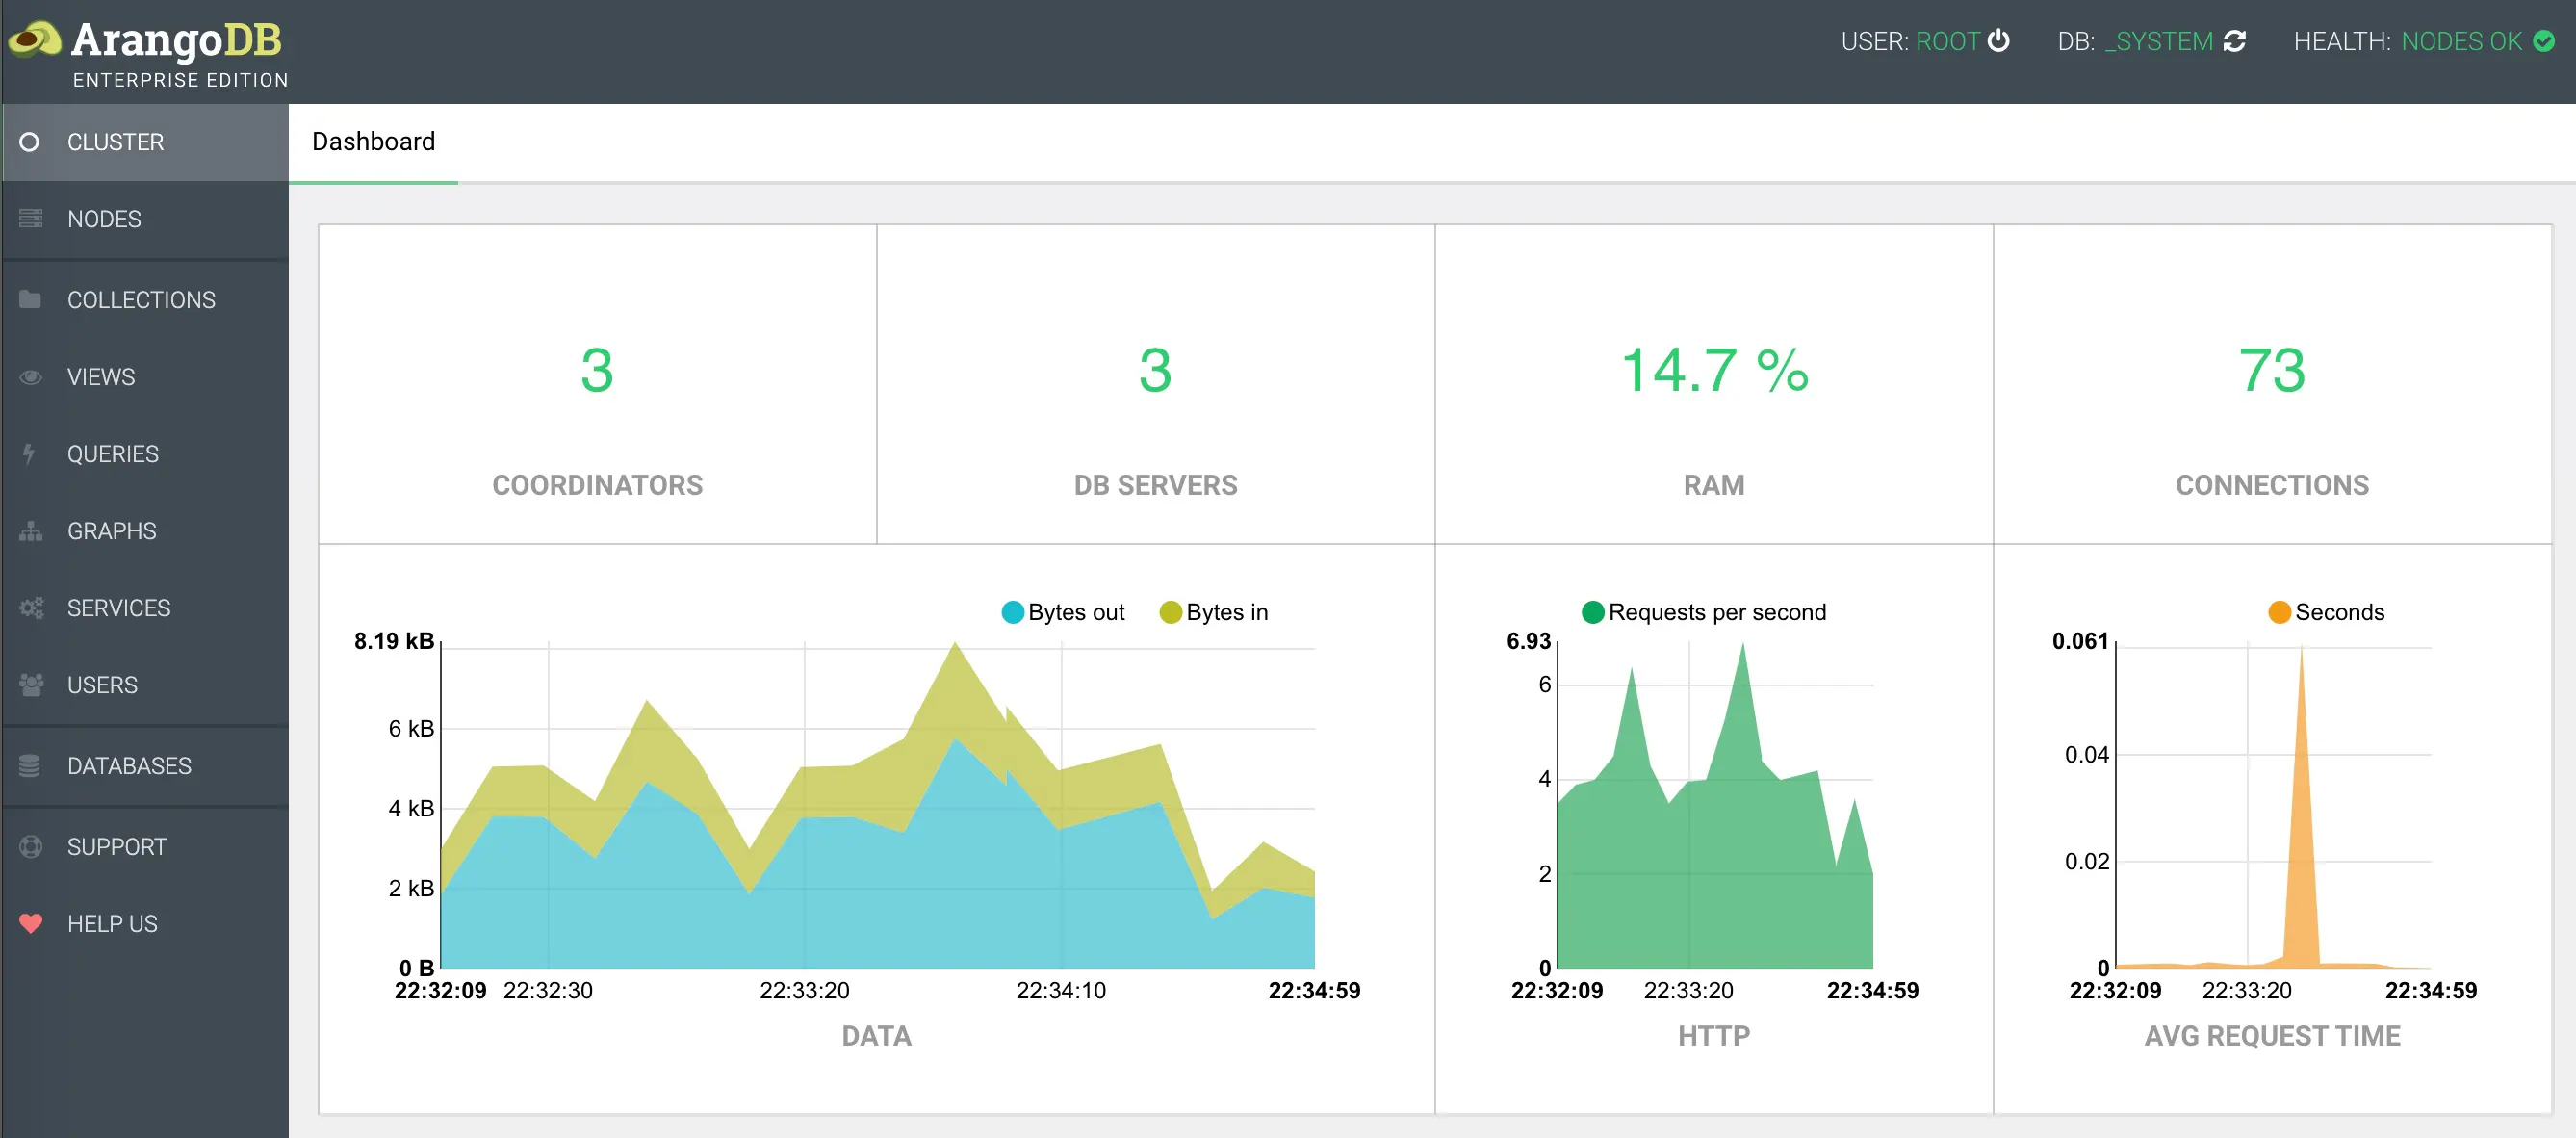 ArangoDB
ENTERPRISE EDITION
USER: ROOT
DB: _SYSTEM
HEALTH: NODES OK
CLUSTER
NODES
COLLECTIONS
VIEWS
QUERIES
GRAPHS
SERVICES
USERS
DATABASES
SUPPORT
HELP US
Dashboard
3
COORDINATORS
3
DB SERVERS
14.7 %
RAM
73
CONNECTIONS
Bytes out Bytes in
8.19 kB
6 kB
4 kB
2 kB
0 B
22:32:09 22:32:30 22:33:20 22:34:10 22:34:59
DATA
Requests per second
6.93
6
4
2
0
22:32:09 22:33:20 22:34:59
HTTP
Seconds
0.061
0.04
0.02
0
22:32:09 22:33:20 22:34:59
AVG REQUEST TIME